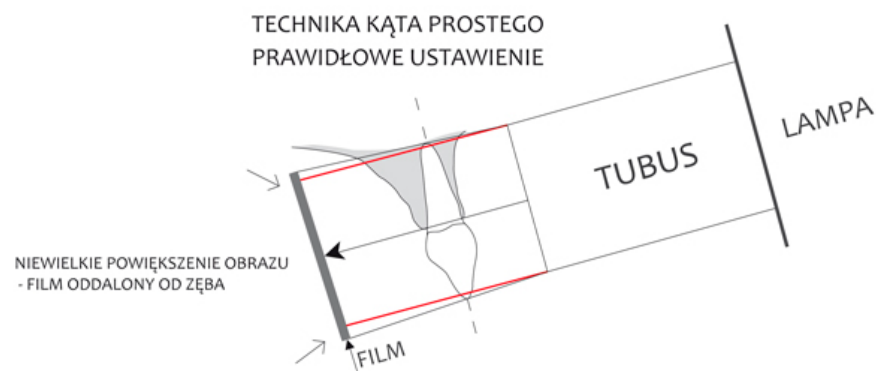 TECHNIKA KĄTA PROSTEGO
PRAWIDŁOWE USTAWIENIE
LAMPA
TUBUS
NIEWIELKIE POWIĘKSZENIE OBRAZU
- FILM ODDALONY OD ZĘBA
FILM